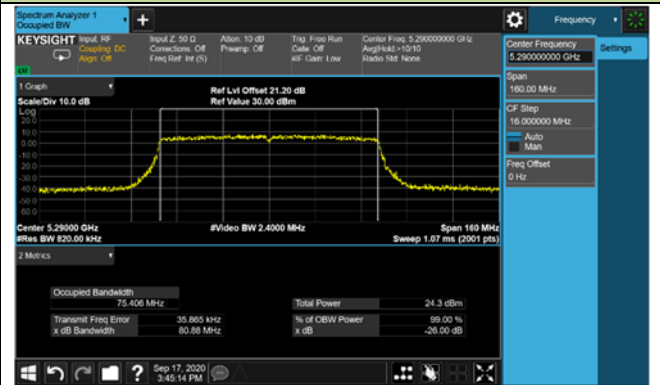 Spectrum Analyzer 1
Occupied BW
Frequency
KEYSIGHT
Input: RF
Coupling: DC
Align: Off
Input Z: 50 Ω
Corrections: Off
Freq Ref: Int (S)
Atten: 10 dB
Preamp: Off
Trig: Free Run
Gate: Off
#IF Gain: Low
Center Freq: 5.290000000 GHz
Avg|Hold:>10/10
Radio Std: None
Center Frequency
5.290000000 GHz
Settings
Span
160.00 MHz
CF Step
16.000000 MHz
Auto
Man
Freq Offset
0 Hz
1 Graph
Scale/Div 10.0 dB
Ref Lvl Offset 21.20 dB
Ref Value 30.00 dBm
Log
20.0
10.0
0.00
-10.0
-20.0
-30.0
-40.0
-50.0
-60.0
Center 5.29000 GHz
#Res BW 820.00 kHz
#Video BW 2.4000 MHz
Span 160 MHz
Sweep 1.07 ms (2001 pts)
2 Metrics
Occupied Bandwidth
75.406 MHz
Total Power 24.3 dBm
Transmit Freq Error 35.865 kHz
% of OBW Power 99.00 %
x dB Bandwidth 80.88 MHz
x dB -26.00 dB
Sep 17, 2020
3:45:14 PM